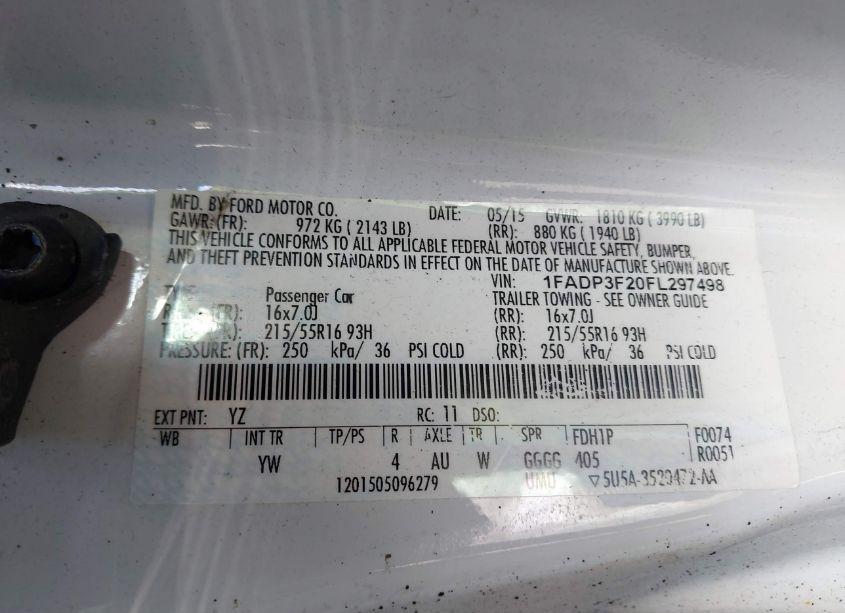 MFD. BY FORD MOTOR CO. DATE: 05/15 GVWR: 1810 KG ( 3990 LB)
GAWR: (FR): 972 KG ( 2143 LB) (RR): 880 KG ( 1940 LB)
THIS VEHICLE CONFORMS TO ALL APPLICABLE FEDERAL MOTOR VEHICLE SAFETY, BUMPER,
AND THEFT PREVENTION STANDARDS IN EFFECT ON THE DATE OF MANUFACTURE SHOWN ABOVE.
VIN: 1FADP3F20FL297498
Passenger Car TRAILER TOWING - SEE OWNER GUIDE
(FR): 16x7.0J (RR): 16x7.0J
(FR): 215/55R16 93H (RR): 215/55R16 93H
PRESSURE: (FR): 250 kPa/ 36 PSI COLD (RR): 250 kPa/ 36 PSI COLD
EXT PNT: YZ RC: 11 DSO:
WB INT TR TP/PS R AXLE TR SPR FDH1P F0074
YW 4 AU W GGGG 405 R0051
1201505096279 UMU ▽5U5A-3520472-AA